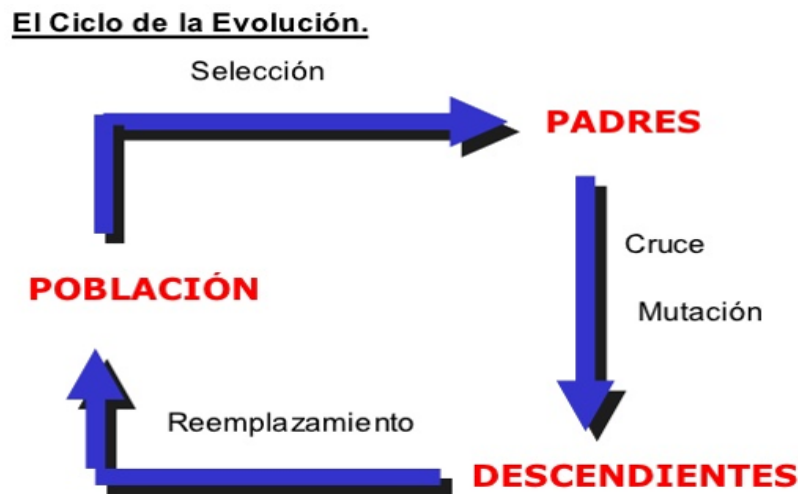 El Ciclo de la Evolución.
Selección
PADRES
Cruce
POBLACIÓN
Mutación
Reemplazamiento
DESCENDIENTES